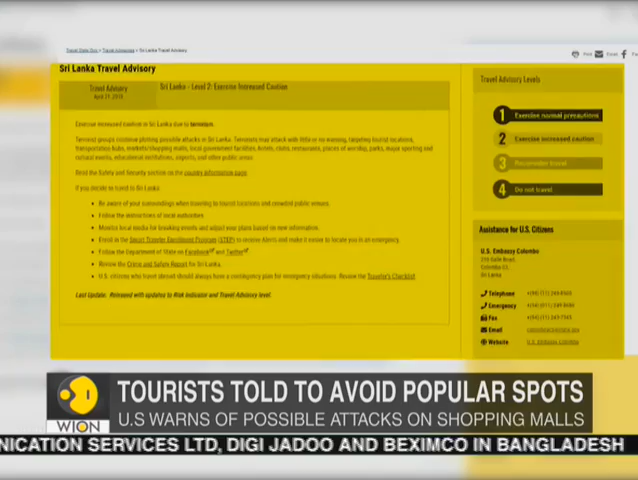 Travel.State.Gov > Travel Advisories > Sri Lanka Travel Advisory
Sri Lanka Travel Advisory
Travel Advisory
Sri Lanka - Level 2: Exercise Increased Caution
Exercise increased caution in Sri Lanka due to terrorism.
Terrorist groups continue plotting possible attacks in Sri Lanka. Terrorists may attack with little or no warning, targeting tourist locations,
transportation hubs, markets/shopping malls, local government facilities, hotels, clubs, restaurants, places of worship, parks, major sporting and
cultural events, educational institutions, airports, and other public areas.
Read the Safety and Security section on the country information page.
If you decide to travel to Sri Lanka:
• Be aware of your surroundings when traveling to tourist locations and crowded public venues.
• Follow the instructions of local authorities.
• Monitor local media for breaking events and adjust your plans based on new information.
• Enroll in the Smart Traveler Enrollment Program (STEP) to receive Alerts and make it easier to locate you in an emergency.
• Follow the Department of State on Facebook and Twitter
• Review the Crime and Safety Report for Sri Lanka.
• U.S. citizens who travel abroad should always have a contingency plan for emergency situations. Review the Traveler's Checklist.
Last Update: Reissued with updates to Risk Indicator and Travel Advisory level.
Email
Travel Advisory Levels
1 Exercise normal precautions
2 Exercise increased caution
3 Reconsider travel
4 Do not travel
Assistance for U.S. Citizens
U.S. Embassy Colombo
210 Galle Road,
Colombo 03,
Sri Lanka
Telephone
Emergency
Fax
Email
Website U.S. Embassy Colombo
TOURISTS TOLD TO AVOID POPULAR SPOTS
U.S WARNS OF POSSIBLE ATTACKS ON SHOPPING MALLS
WION
NICATION SERVICES LTD, DIGI JADOO AND BEXIMCO IN BANGLADESH